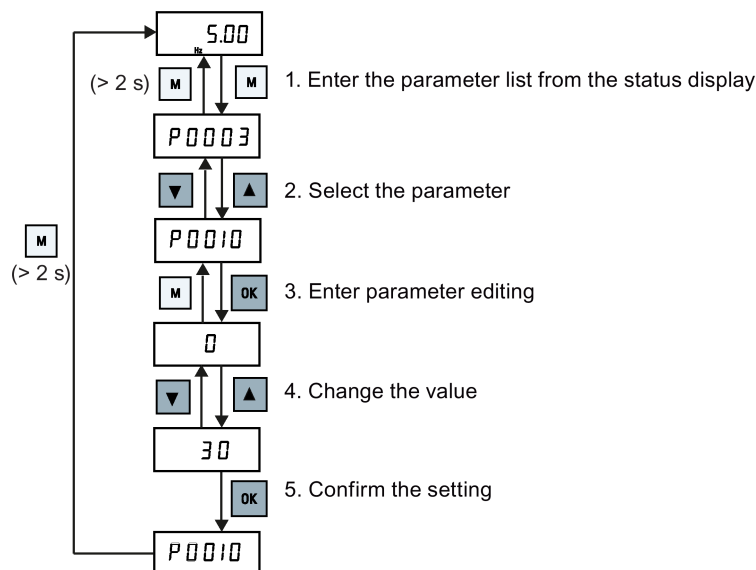 5.00
Hz
(> 2 s) M M 1. Enter the parameter list from the status display
P0003
▼ ▲ 2. Select the parameter
P0010
M
(> 2 s)
M OK 3. Enter parameter editing
0
▼ ▲ 4. Change the value
30
OK 5. Confirm the setting
P0010